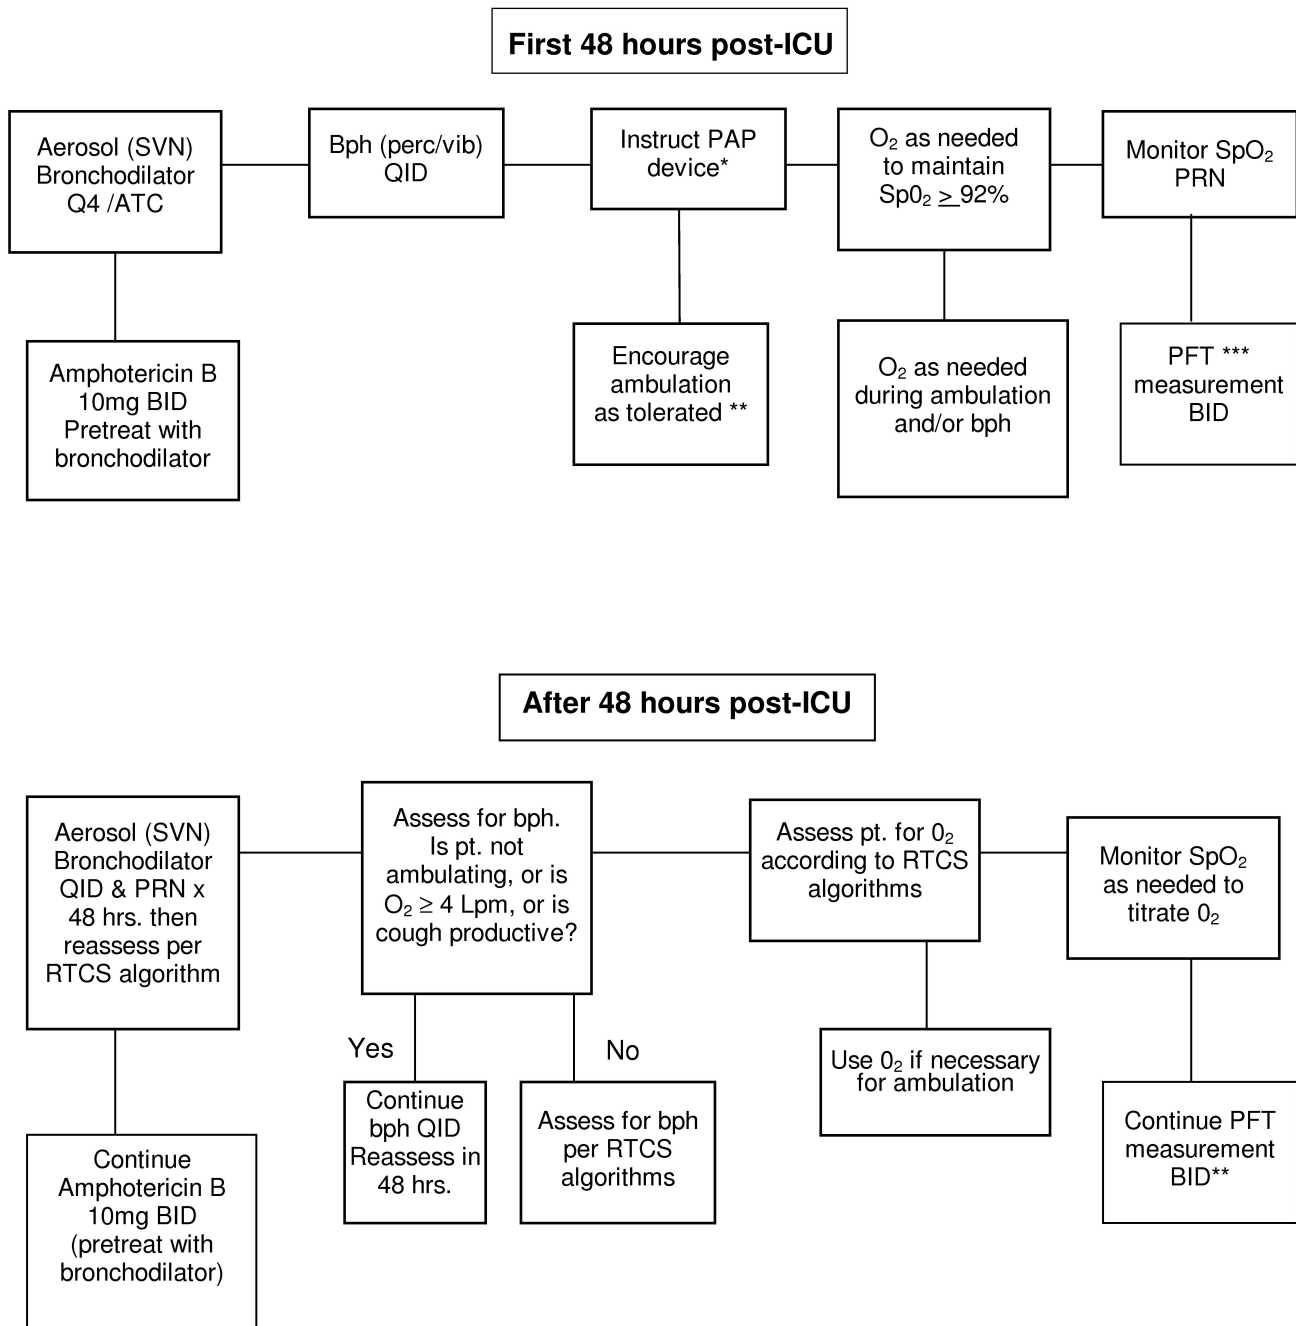 First 48 hours post-ICU
Aerosol (SVN)
Bronchodilator
Q4 /ATC
Bph (perc/vib)
QID
Instruct PAP
device*
O₂ as needed
to maintain
Sp0₂ ≥ 92%
Monitor SpO₂
PRN
Amphotericin B
10mg BID
Pretreat with
bronchodilator
Encourage
ambulation
as tolerated **
O₂ as needed
during ambulation
and/or bph
PFT ***
measurement
BID
After 48 hours post-ICU
Aerosol (SVN)
Bronchodilator
QID & PRN x
48 hrs. then
reassess per
RTCS algorithm
Assess for bph.
Is pt. not
ambulating, or is
O₂ ≥ 4 Lpm, or is
cough productive?
Assess pt. for 0₂
according to RTCS
algorithms
Monitor SpO₂
as needed to
titrate 0₂
Yes
No
Continue
Amphotericin B
10mg BID
(pretreat with
bronchodilator)
Continue
bph QID
Reassess in
48 hrs.
Assess for bph
per RTCS
algorithms
Use 0₂ if necessary
for ambulation
Continue PFT
measurement
BID**